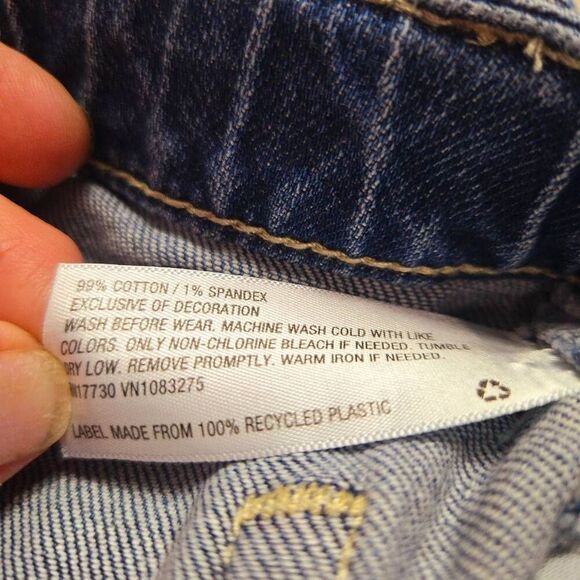 99% COTTON / 1% SPANDEX
EXCLUSIVE OF DECORATION
WASH BEFORE WEAR. MACHINE WASH COLD WITH LIKE
COLORS. ONLY NON-CHLORINE BLEACH IF NEEDED. TUMBLE
DRY LOW. REMOVE PROMPTLY. WARM IRON IF NEEDED.
VN1083275
LABEL MADE FROM 100% RECYCLED PLASTIC